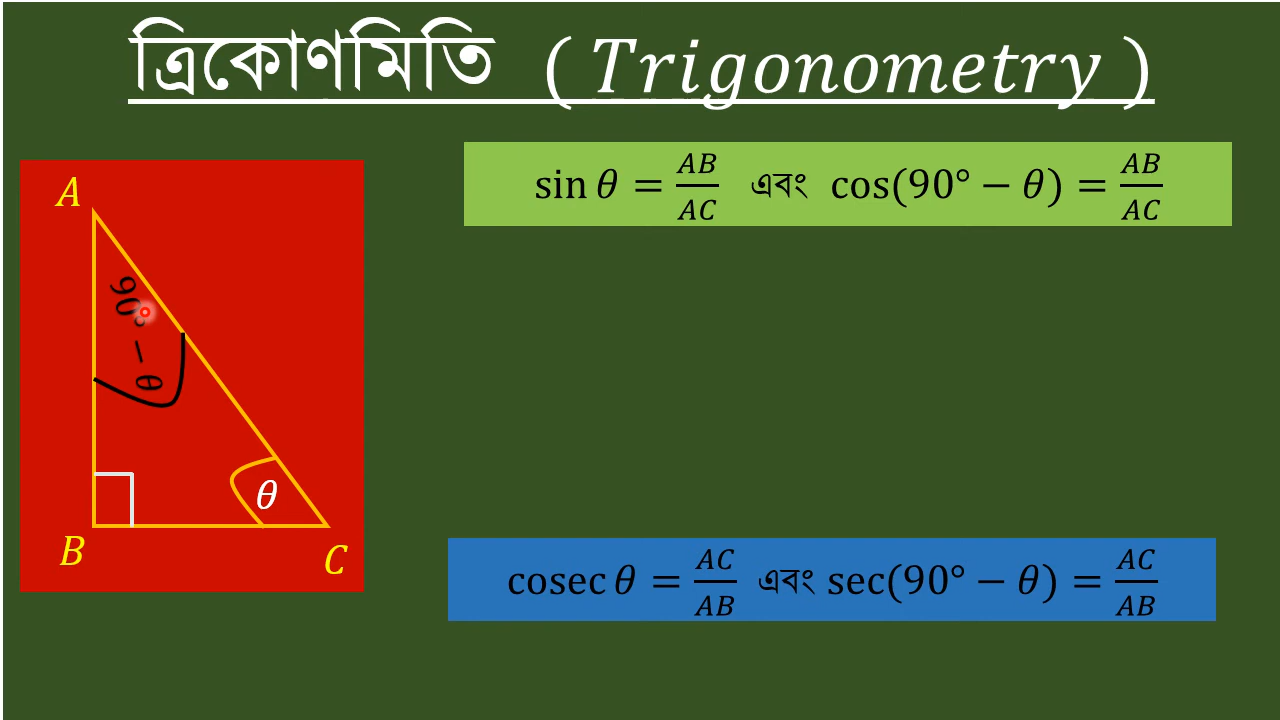 ত্রিকোণমিতি ( Trigonometry )
sin θ = AB/AC এবং cos(90° − θ) = AB/AC
A
90° − θ
θ
B
C
cosec θ = AC/AB এবং sec(90° − θ) = AC/AB